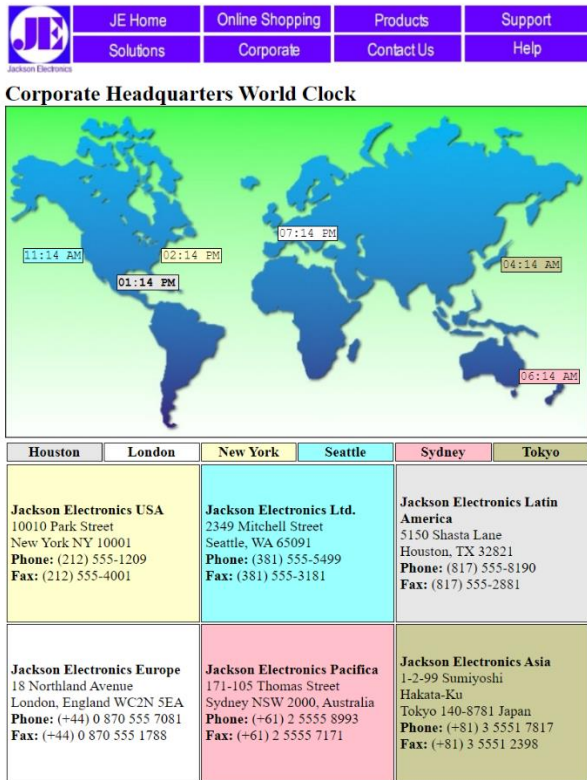 JE
Jackson Electronics
JE Home
Online Shopping
Products
Support
Solutions
Corporate
Contact Us
Help
Corporate Headquarters World Clock
07:14 PM
11:14 AM
02:14 PM
04:14 AM
01:14 PM
06:14 AM
Houston
London
New York
Seattle
Sydney
Tokyo
Jackson Electronics USA
10010 Park Street
New York NY 10001
Phone: (212) 555-1209
Fax: (212) 555-4001
Jackson Electronics Ltd.
2349 Mitchell Street
Seattle, WA 65091
Phone: (381) 555-5499
Fax: (381) 555-3181
Jackson Electronics Latin
America
5150 Shasta Lane
Houston, TX 32821
Phone: (817) 555-8190
Fax: (817) 555-2881
Jackson Electronics Europe
18 Northland Avenue
London, England WC2N 5EA
Phone: (+44) 0 870 555 7081
Fax: (+44) 0 870 555 1788
Jackson Electronics Pacifica
171-105 Thomas Street
Sydney NSW 2000, Australia
Phone: (+61) 2 5555 8993
Fax: (+61) 2 5555 7171
Jackson Electronics Asia
1-2-99 Sumiyoshi
Hakata-Ku
Tokyo 140-8781 Japan
Phone: (+81) 3 5551 7817
Fax: (+81) 3 5551 2398